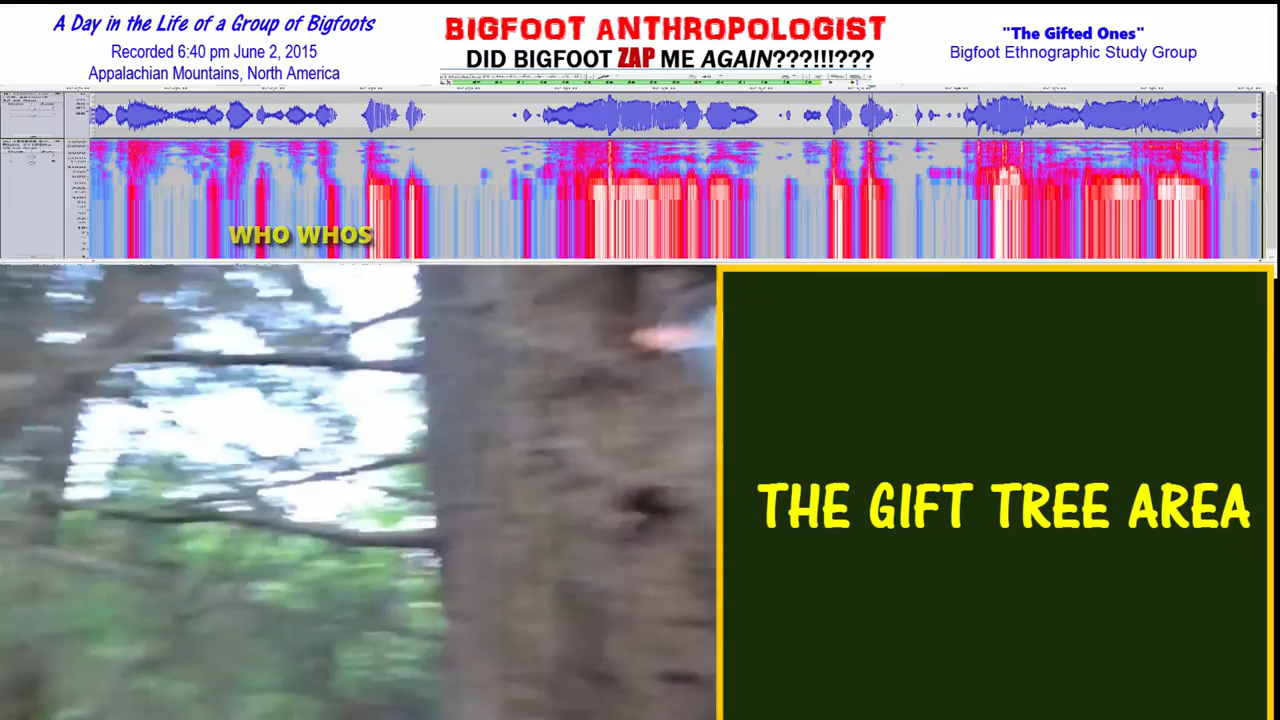 A Day in the Life of a Group of Bigfoots
Recorded 6:40 pm June 2, 2015
Appalachian Mountains, North America
BIGFOOT ANTHROPOLOGIST
DID BIGFOOT ZAP ME AGAIN???!!!???
"The Gifted Ones"
Bigfoot Ethnographic Study Group
WHO WHOS
THE GIFT TREE AREA